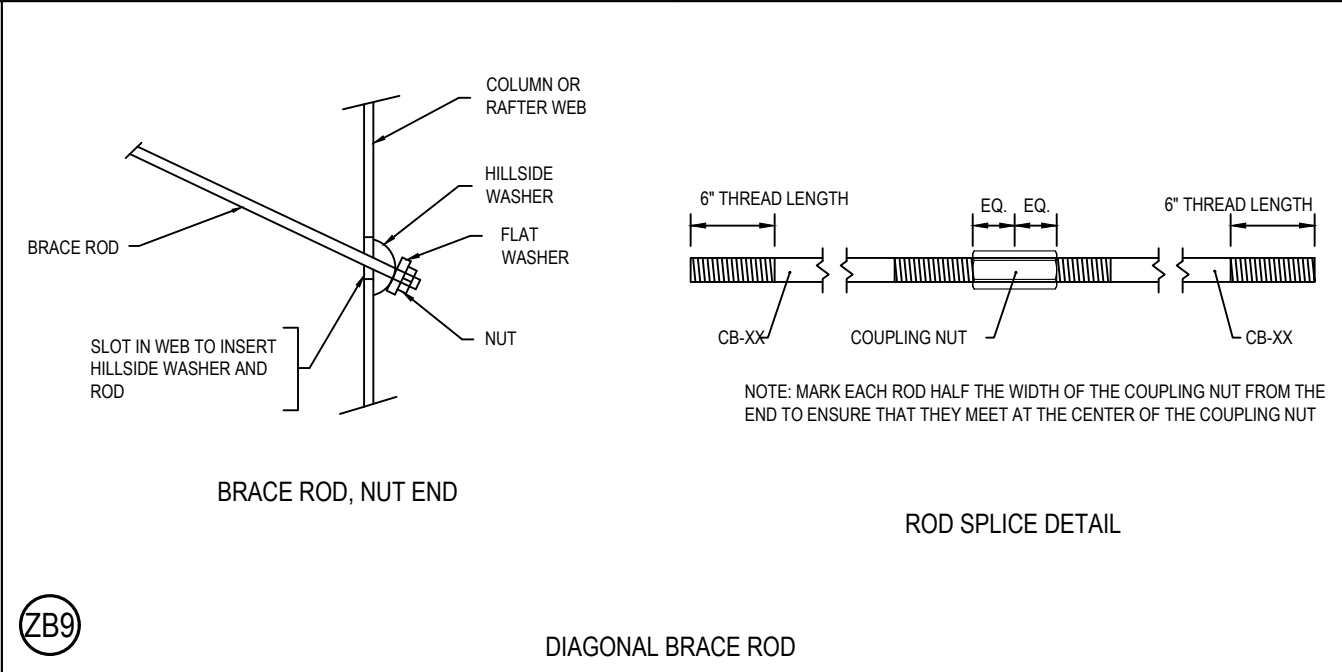 COLUMN OR
RAFTER WEB
HILLSIDE
WASHER
FLAT
WASHER
BRACE ROD
NUT
SLOT IN WEB TO INSERT
HILLSIDE WASHER AND
ROD
BRACE ROD, NUT END
6" THREAD LENGTH
EQ.
EQ.
6" THREAD LENGTH
CB-XX
COUPLING NUT
CB-XX
NOTE: MARK EACH ROD HALF THE WIDTH OF THE COUPLING NUT FROM THE
END TO ENSURE THAT THEY MEET AT THE CENTER OF THE COUPLING NUT
ROD SPLICE DETAIL
ZB9
DIAGONAL BRACE ROD